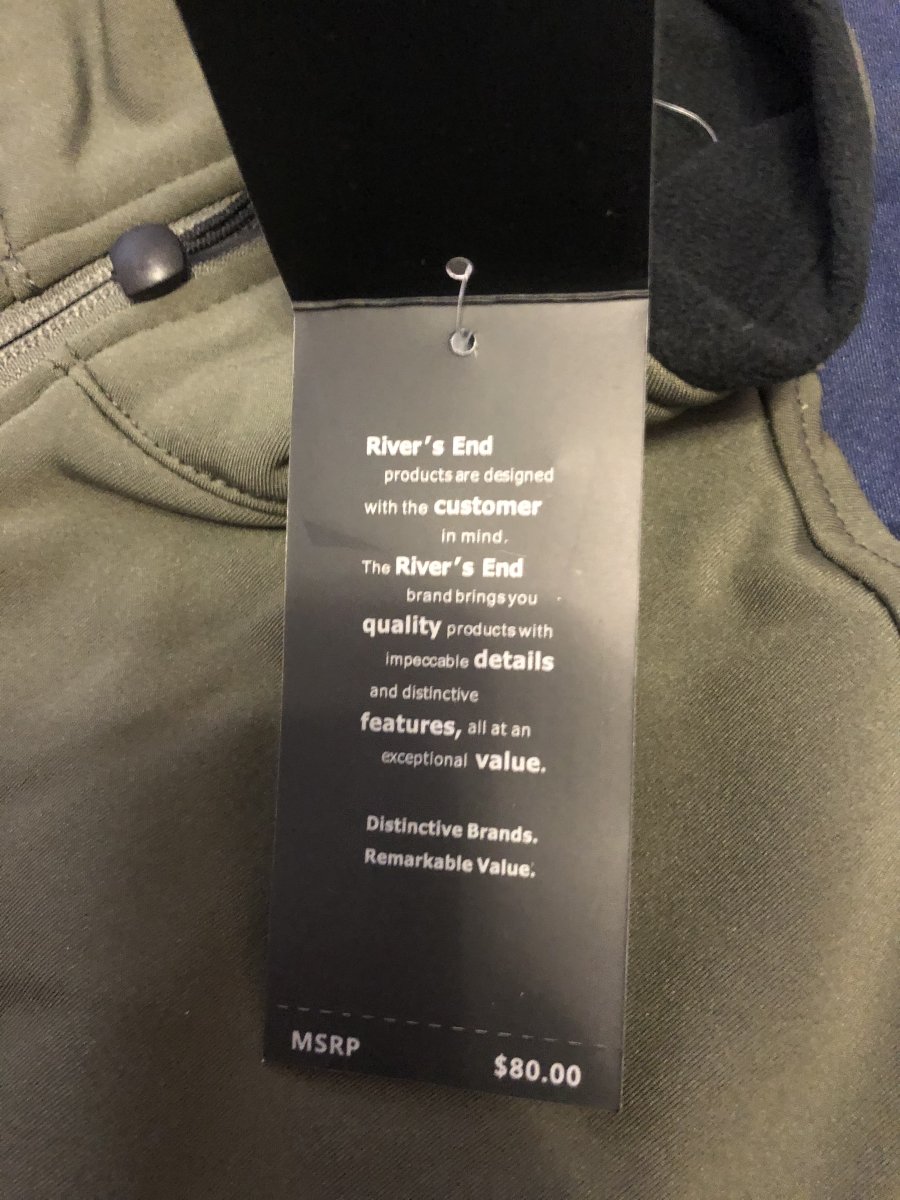 River's End
products are designed
with the customer
in mind.
The River's End
brand brings you
quality products with
impeccable details
and distinctive
features, all at an
exceptional value.
Distinctive Brands.
Remarkable Value.
MSRP
$80.00